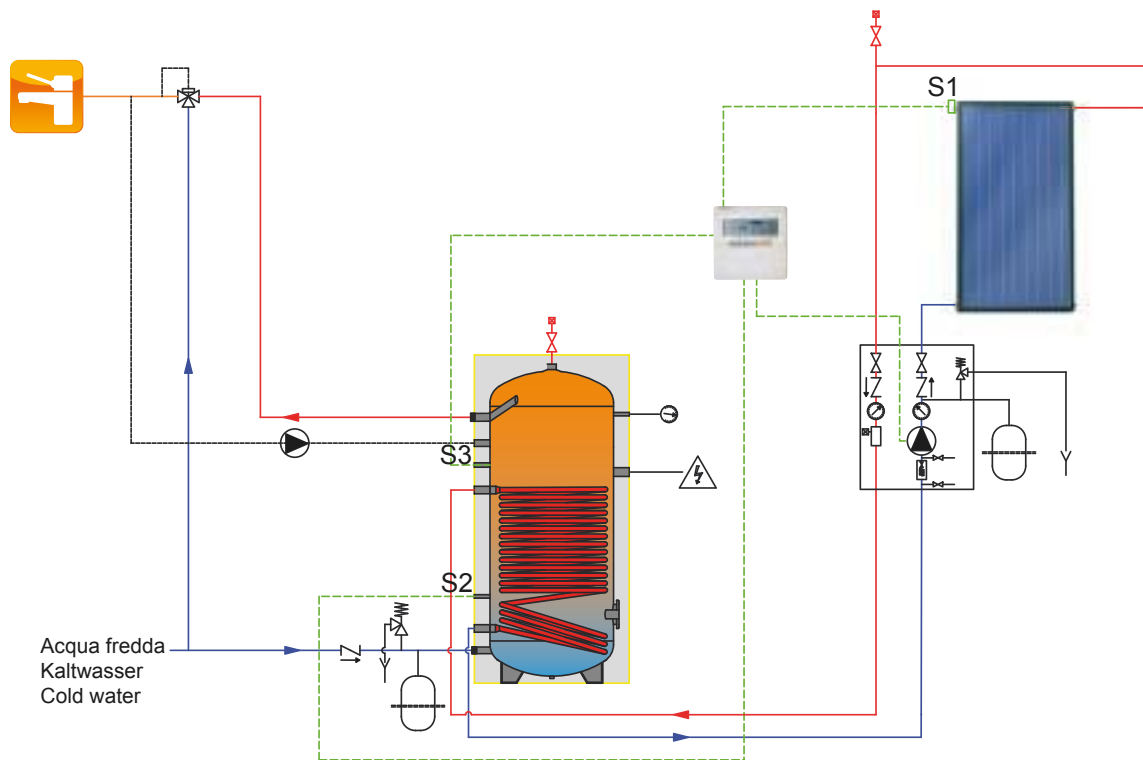 S1
S3
S2
Acqua fredda
Kaltwasser
Cold water